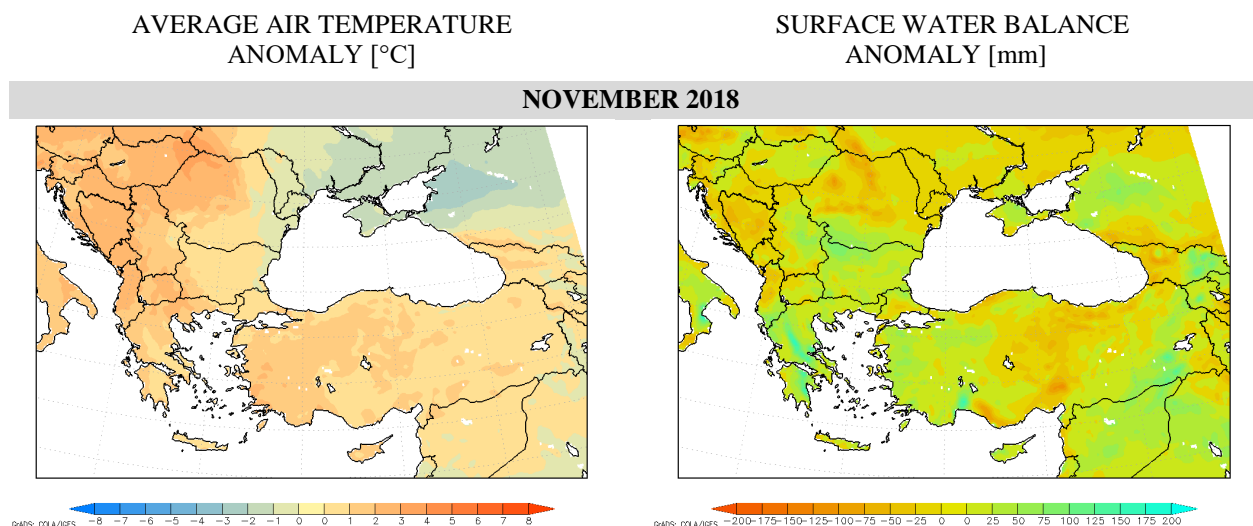 AVERAGE AIR TEMPERATURE
ANOMALY [°C]
SURFACE WATER BALANCE
ANOMALY [mm]
NOVEMBER 2018
GrADS: COLA/IGES
-8 -7 -6 -5 -4 -3 -2 -1 0 0 1 2 3 4 5 6 7 8
GrADS: COLA/IGES
-200-175-150-125-100-75 -50 -25 0 0 25 50 75 100 125 150 175 200